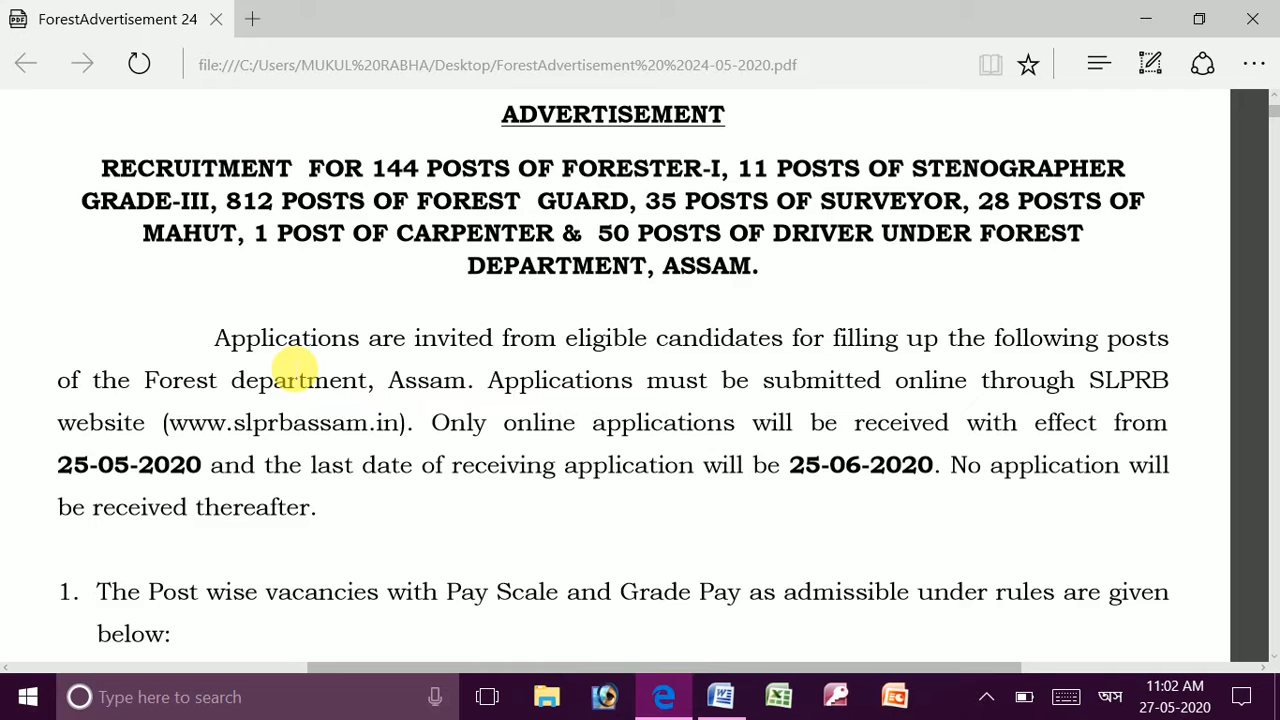 ForestAdvertisement 24
file:///C:/Users/MUKUL%20RABHA/Desktop/ForestAdvertisement%20%2024-05-2020.pdf
ADVERTISEMENT
RECRUITMENT FOR 144 POSTS OF FORESTER-I, 11 POSTS OF STENOGRAPHER
GRADE-III, 812 POSTS OF FOREST GUARD, 35 POSTS OF SURVEYOR, 28 POSTS OF
MAHUT, 1 POST OF CARPENTER & 50 POSTS OF DRIVER UNDER FOREST
DEPARTMENT, ASSAM.
Applications are invited from eligible candidates for filling up the following posts
of the Forest department, Assam. Applications must be submitted online through SLPRB
website (www.slprbassam.in). Only online applications will be received with effect from
25-05-2020 and the last date of receiving application will be 25-06-2020. No application will
be received thereafter.
1. The Post wise vacancies with Pay Scale and Grade Pay as admissible under rules are given
below:
Type here to search
অস
11:02 AM
27-05-2020